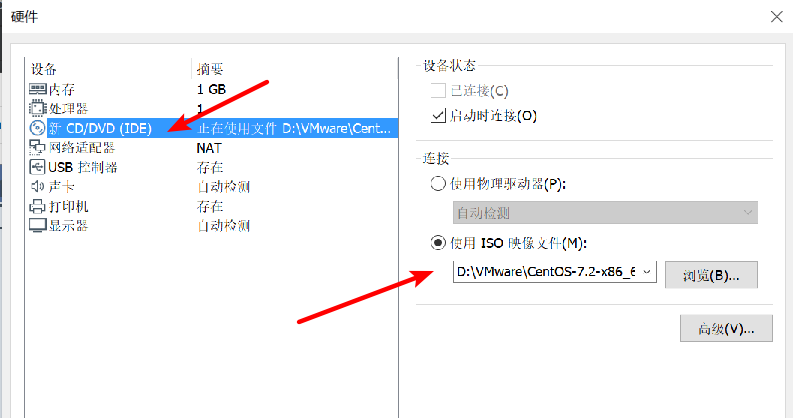 硬件
设备 摘要
内存 1 GB
处理器 1
新 CD/DVD (IDE) 正在使用文件 D:\VMware\Cent...
网络适配器 NAT
USB 控制器 存在
声卡 自动检测
打印机 存在
显示器 自动检测
设备状态
已连接(C)
启动时连接(O)
连接
使用物理驱动器(P):
自动检测
使用 ISO 映像文件(M):
D:\VMware\CentOS-7.2-x86_6
浏览(B)...
高级(V)...